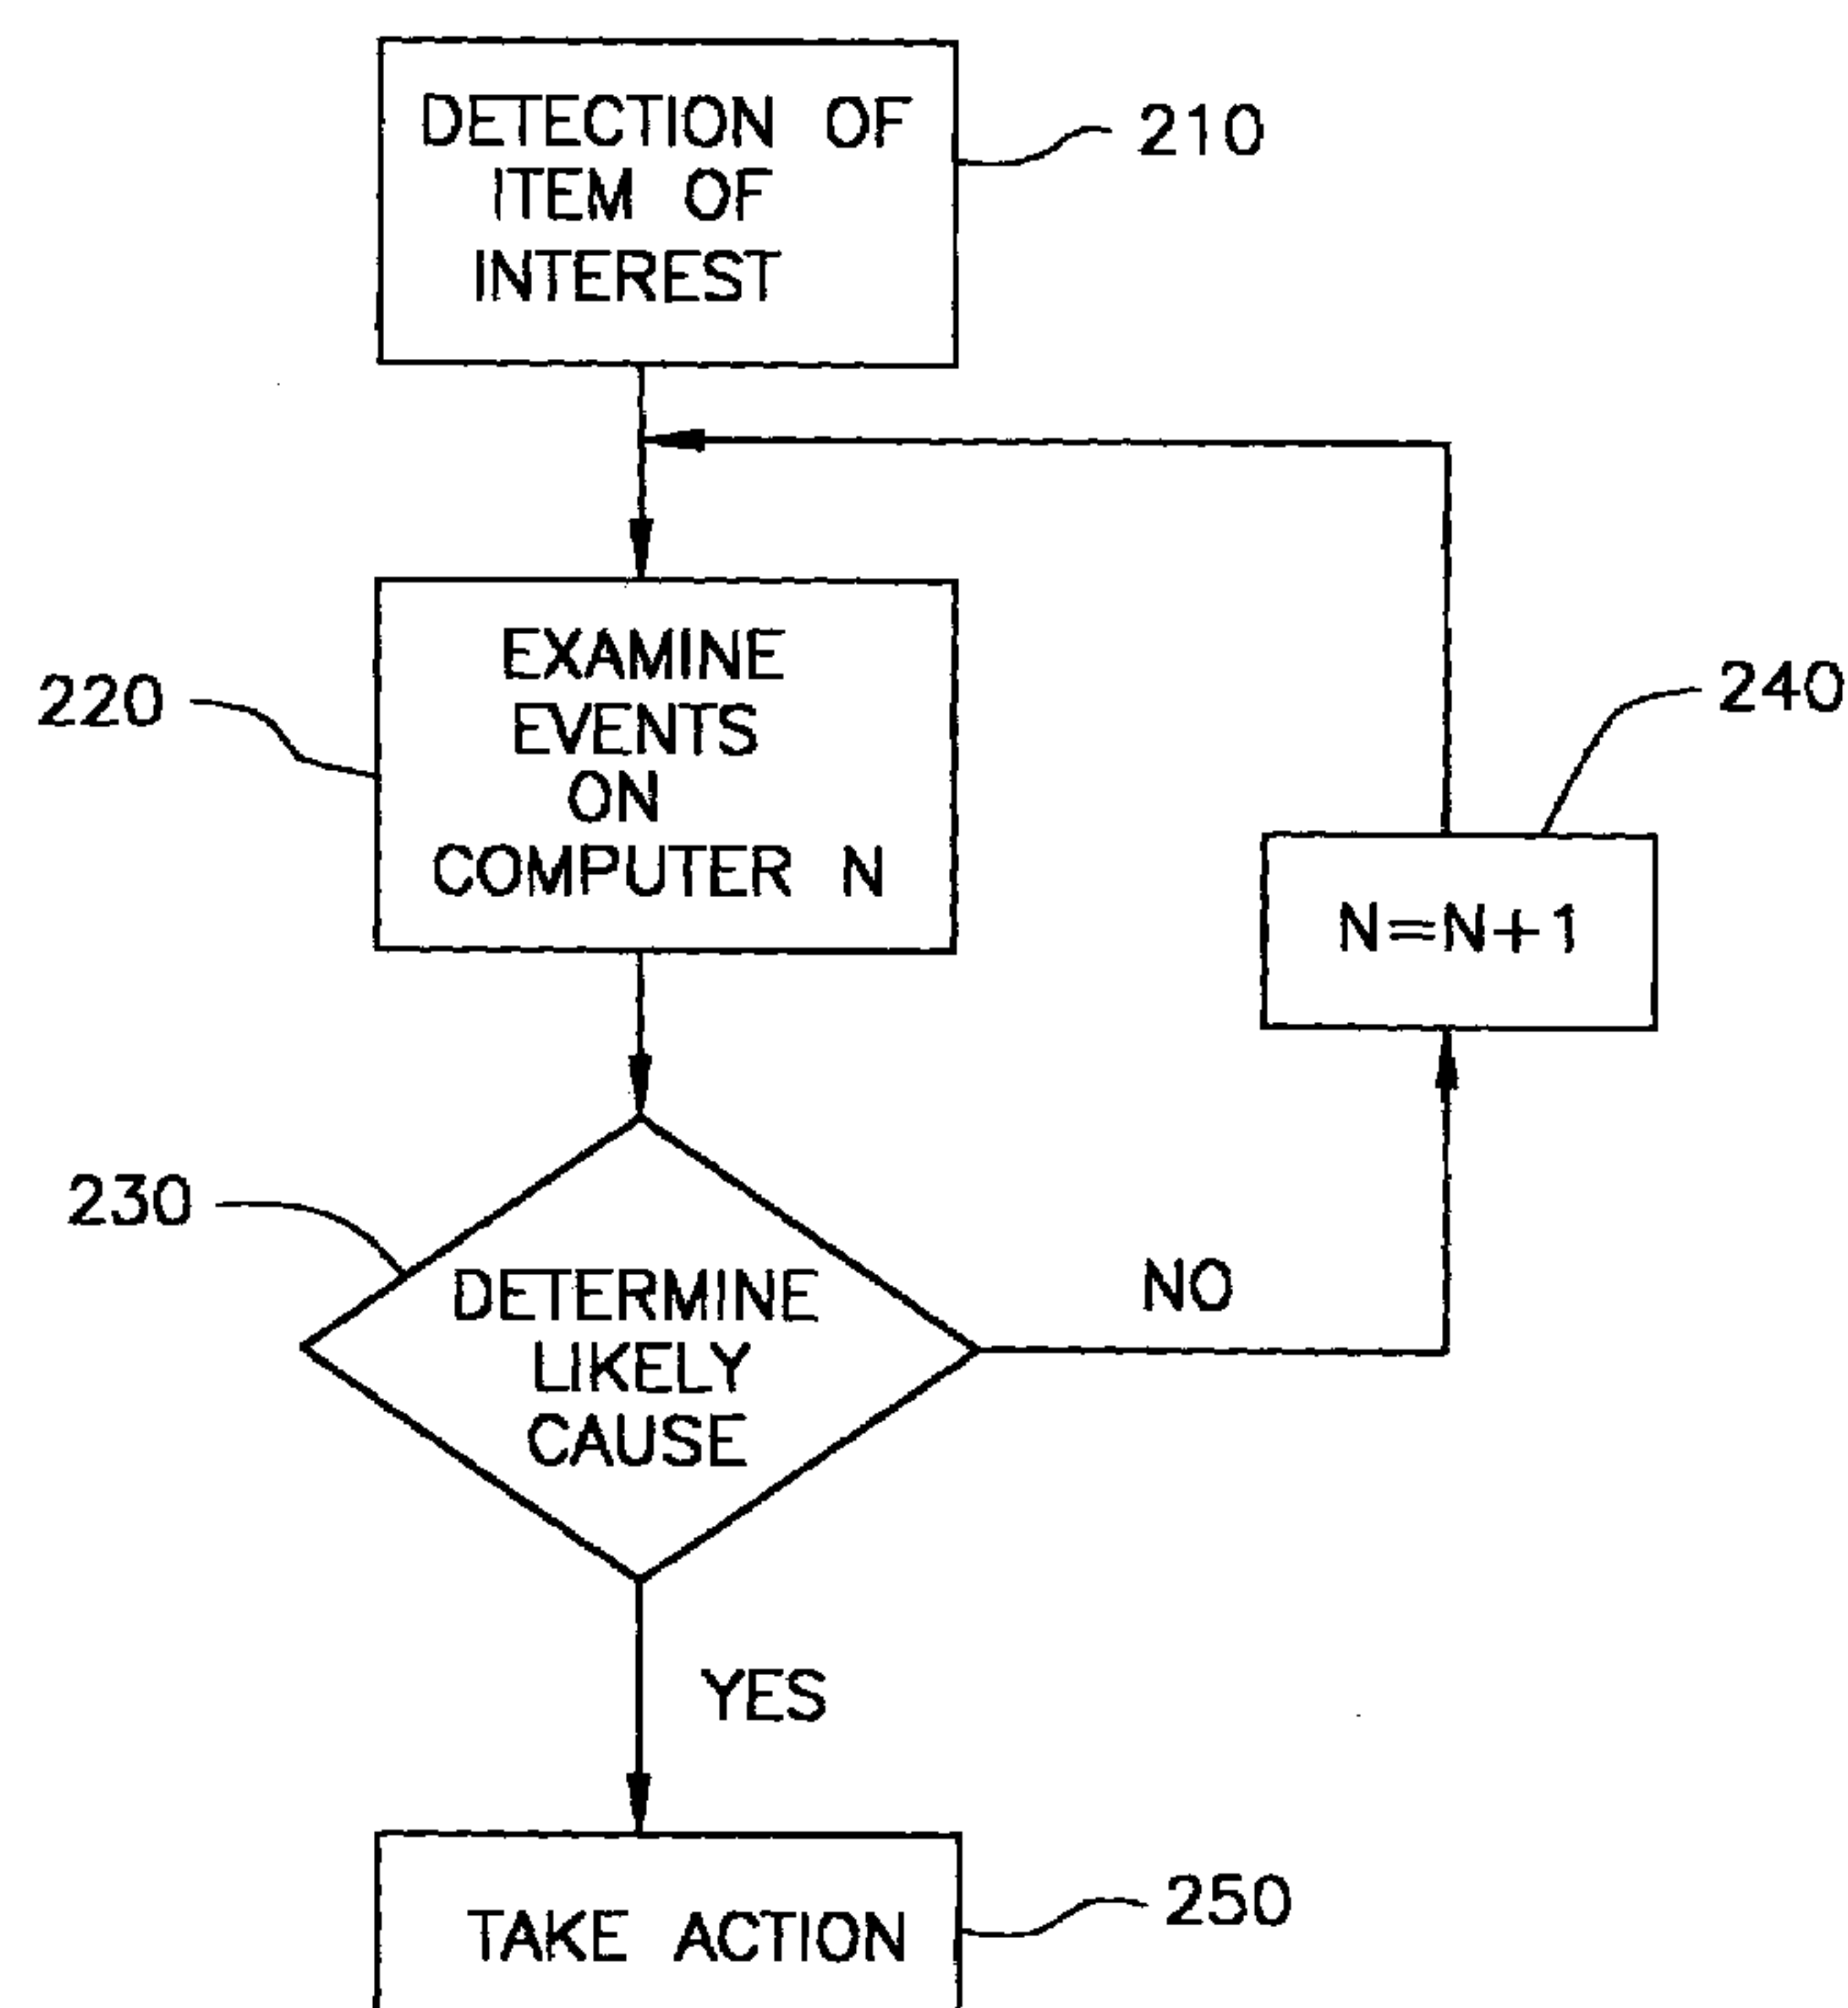 DETECTION OF
ITEM OF
INTEREST
210
EXAMINE
EVENTS
ON
COMPUTER N
220
240
N=N+1
230
DETERMINE
LIKELY
CAUSE
NO
YES
TAKE ACTION
250